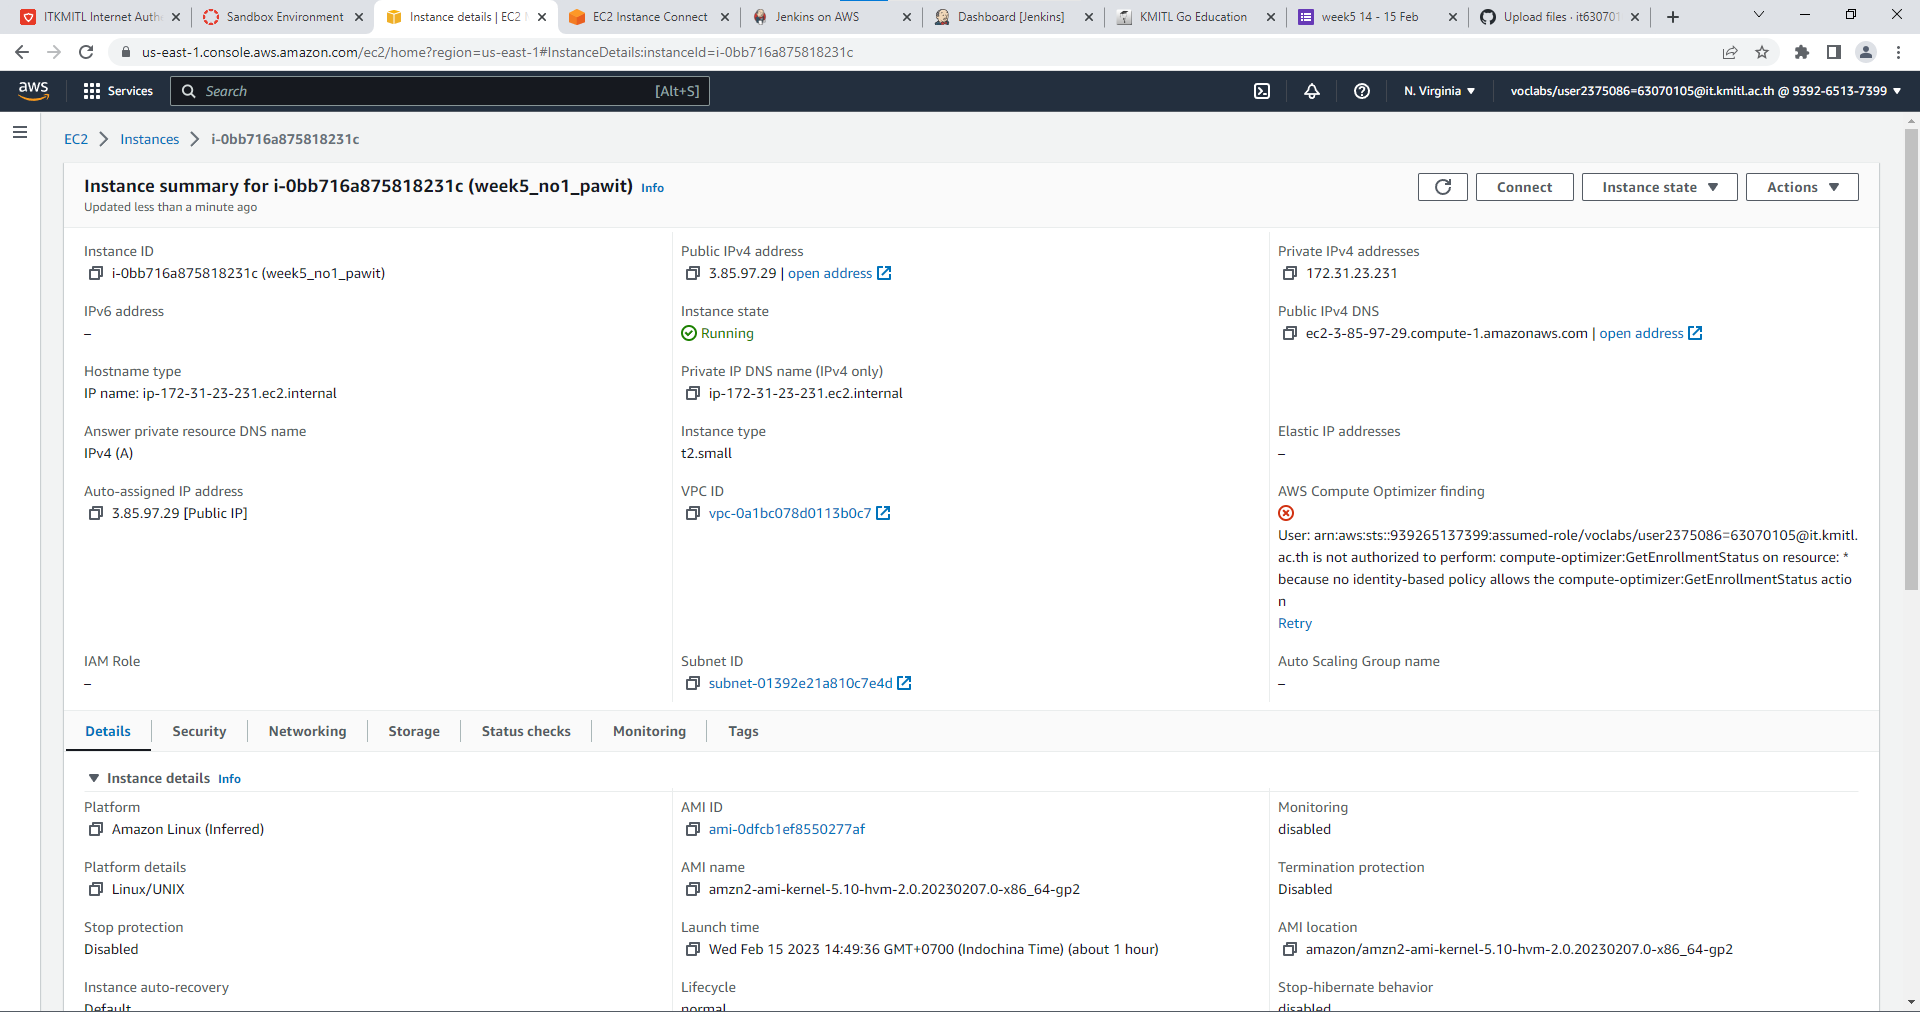 ITKMITL Internet Auth
Sandbox Environment
Instance details | EC2
EC2 Instance Connect
Jenkins on AWS
Dashboard [Jenkins]
KMITL Go Education
week5 14 - 15 Feb
Upload files · it63070
us-east-1.console.aws.amazon.com/ec2/home?region=us-east-1#InstanceDetails:instanceId=i-0bb716a875818231c
aws
Services
Search
[Alt+S]
N. Virginia
voclabs/user2375086=63070105@it.kmitl.ac.th @ 9392-6513-7399
EC2
Instances
i-0bb716a875818231c
Instance summary for i-0bb716a875818231c (week5_no1_pawit) Info
Updated less than a minute ago
Connect
Instance state
Actions
Instance ID
i-0bb716a875818231c (week5_no1_pawit)
Public IPv4 address
3.85.97.29 | open address
Private IPv4 addresses
172.31.23.231
IPv6 address
–
Instance state
Running
Public IPv4 DNS
ec2-3-85-97-29.compute-1.amazonaws.com | open address
Hostname type
IP name: ip-172-31-23-231.ec2.internal
Private IP DNS name (IPv4 only)
ip-172-31-23-231.ec2.internal
Answer private resource DNS name
IPv4 (A)
Instance type
t2.small
Elastic IP addresses
–
Auto-assigned IP address
3.85.97.29 [Public IP]
VPC ID
vpc-0a1bc078d0113b0c7
AWS Compute Optimizer finding
User: arn:aws:sts::939265137399:assumed-role/voclabs/user2375086=63070105@it.kmitl.
ac.th is not authorized to perform: compute-optimizer:GetEnrollmentStatus on resource: *
because no identity-based policy allows the compute-optimizer:GetEnrollmentStatus actio
n
Retry
IAM Role
–
Subnet ID
subnet-01392e21a810c7e4d
Auto Scaling Group name
–
Details
Security
Networking
Storage
Status checks
Monitoring
Tags
Instance details Info
Platform
Amazon Linux (Inferred)
AMI ID
ami-0dfcb1ef8550277af
Monitoring
disabled
Platform details
Linux/UNIX
AMI name
amzn2-ami-kernel-5.10-hvm-2.0.20230207.0-x86_64-gp2
Termination protection
Disabled
Stop protection
Disabled
Launch time
Wed Feb 15 2023 14:49:36 GMT+0700 (Indochina Time) (about 1 hour)
AMI location
amazon/amzn2-ami-kernel-5.10-hvm-2.0.20230207.0-x86_64-gp2
Instance auto-recovery
Default
Lifecycle
normal
Stop-hibernate behavior
disabled